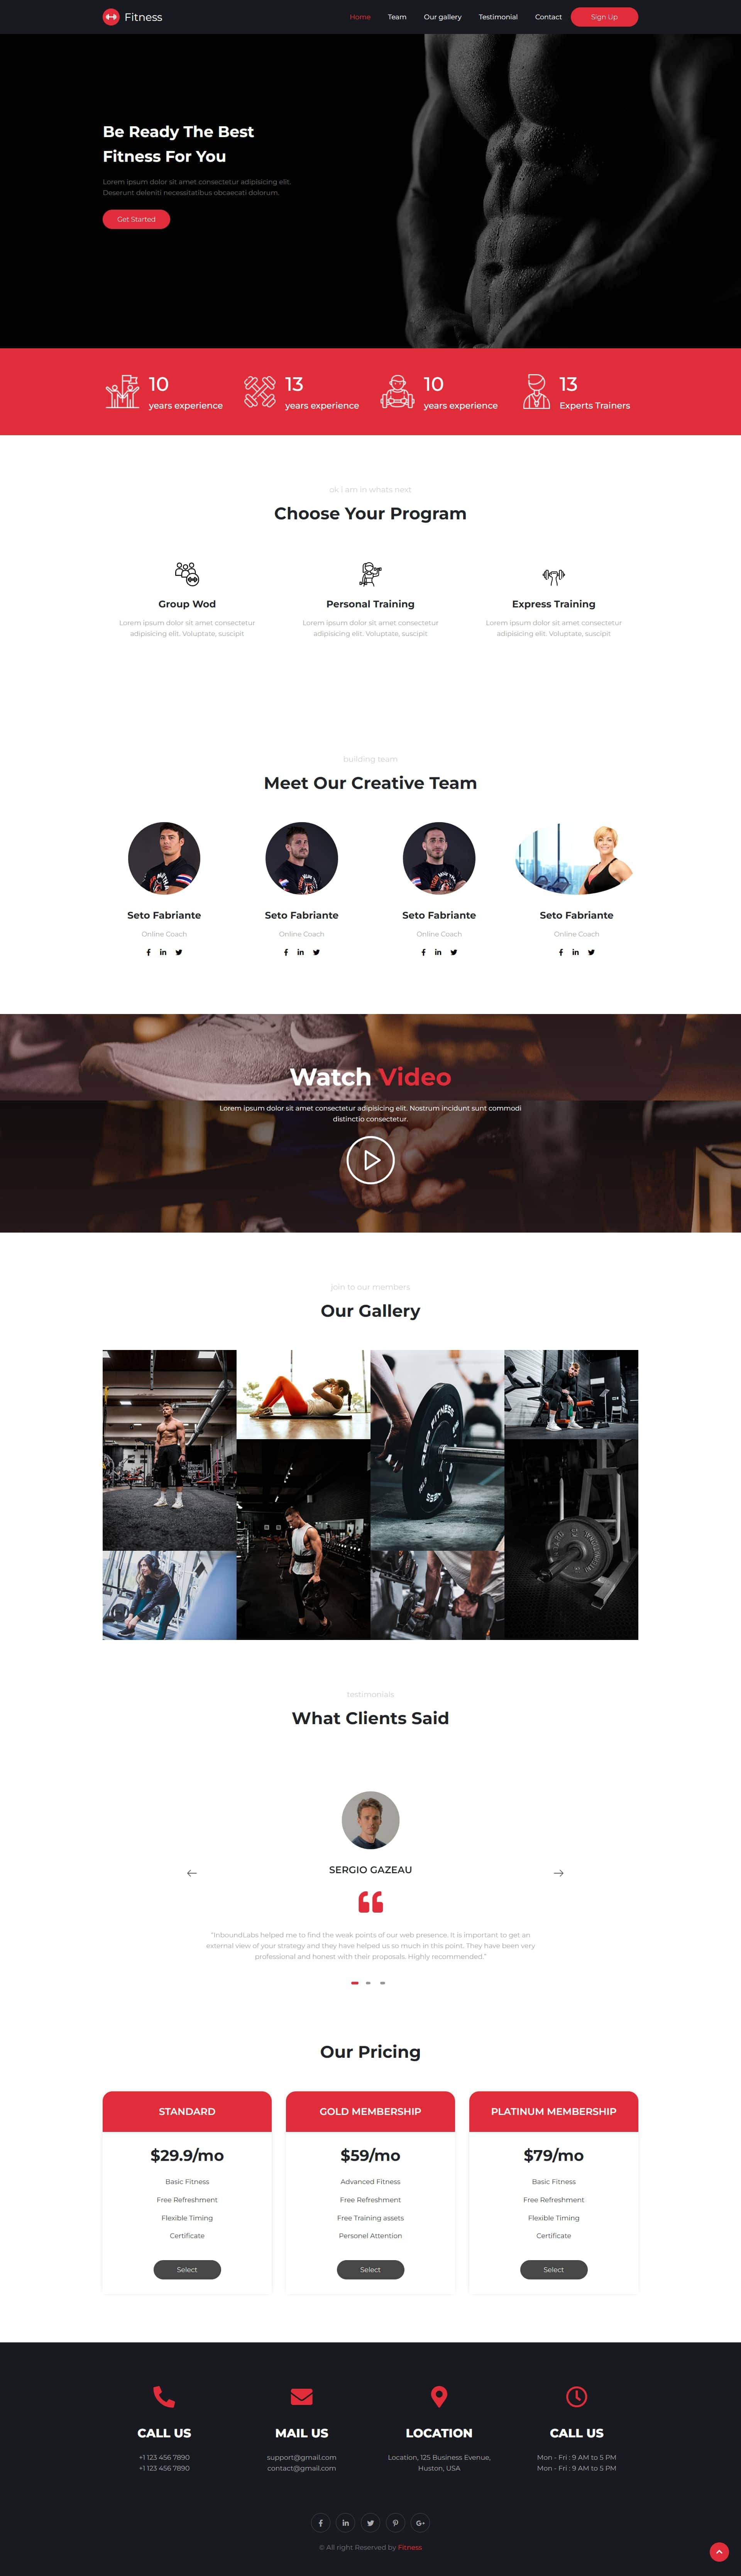 Fitness
Home
Team
Our gallery
Testimonial
Contact
Sign Up
Be Ready The Best
Fitness For You
Lorem ipsum dolor sit amet consectetur adipisicing elit.
Deserunt deleniti necessitatibus obcaecati dolorum.
Get Started
10
years experience
13
years experience
10
years experience
13
Experts Trainers
ok i am in whats next
Choose Your Program
Group Wod
Lorem ipsum dolor sit amet consectetur
adipisicing elit. Voluptate, suscipit
Personal Training
Lorem ipsum dolor sit amet consectetur
adipisicing elit. Voluptate, suscipit
Express Training
Lorem ipsum dolor sit amet consectetur
adipisicing elit. Voluptate, suscipit
building team
Meet Our Creative Team
Seto Fabriante
Online Coach
Seto Fabriante
Online Coach
Seto Fabriante
Online Coach
Seto Fabriante
Online Coach
Watch Video
Lorem ipsum dolor sit amet consectetur adipisicing elit. Nostrum incidunt sunt commodi
distinctio consectetur.
join to our members
Our Gallery
testimonials
What Clients Said
SERGIO GAZEAU
"InboundLabs helped me to find the weak points of our web presence. It is important to get an
external view of your strategy and they have helped us so much in this point. They have been very
professional and honest with their proposals. Highly recommended."
Our Pricing
STANDARD
$29.9/mo
Basic Fitness
Free Refreshment
Flexible Timing
Certificate
Select
GOLD MEMBERSHIP
$59/mo
Advanced Fitness
Free Refreshment
Free Training assets
Personel Attention
Select
PLATINUM MEMBERSHIP
$79/mo
Basic Fitness
Free Refreshment
Flexible Timing
Certificate
Select
CALL US
+1 123 456 7890
+1 123 456 7890
MAIL US
support@gmail.com
contact@gmail.com
LOCATION
Location, 125 Business Evenue,
Huston, USA
CALL US
Mon - Fri : 9 AM to 5 PM
Mon - Fri : 9 AM to 5 PM
© All right Reserved by Fitness